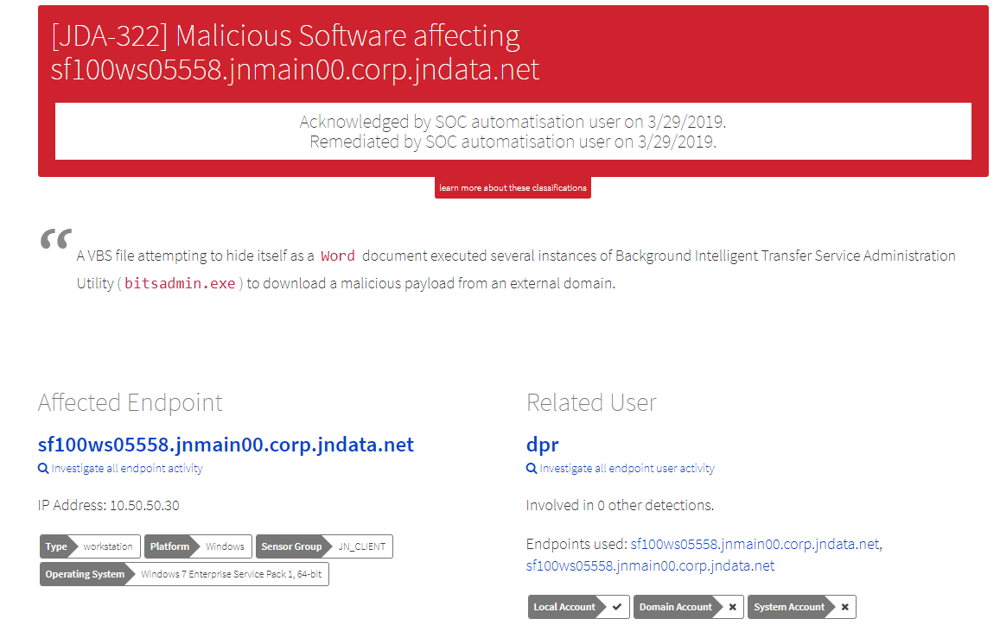 [JDA-322] Malicious Software affecting
sf100ws05558.jnmain00.corp.jndata.net
Acknowledged by SOC automatisation user on 3/29/2019.
Remediated by SOC automatisation user on 3/29/2019.
learn more about these classifications
“
A VBS file attempting to hide itself as a Word document executed several instances of Background Intelligent Transfer Service Administration
Utility ( bitsadmin.exe ) to download a malicious payload from an external domain.
Affected Endpoint
sf100ws05558.jnmain00.corp.jndata.net
Investigate all endpoint activity
IP Address: 10.50.50.30
Type workstation Platform Windows Sensor Group JN_CLIENT
Operating System Windows 7 Enterprise Service Pack 1, 64-bit
Related User
dpr
Investigate all endpoint user activity
Involved in 0 other detections.
Endpoints used: sf100ws05558.jnmain00.corp.jndata.net,
sf100ws05558.jnmain00.corp.jndata.net
Local Account ✔ Domain Account ✖ System Account ✖